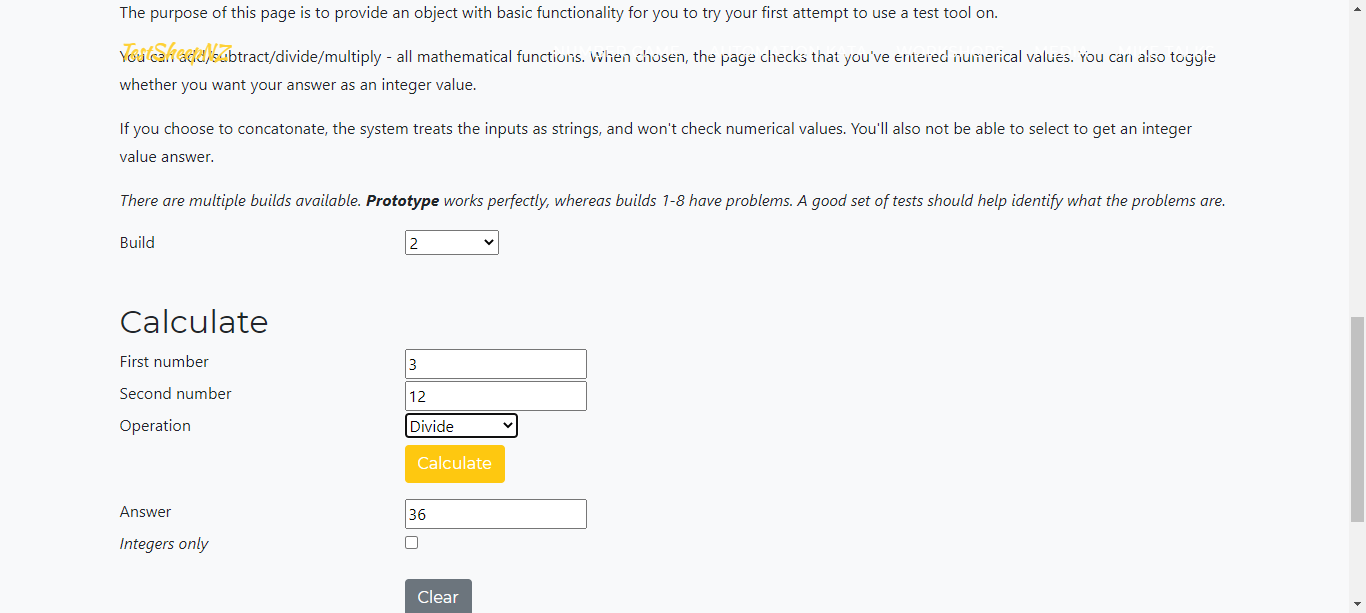 The purpose of this page is to provide an object with basic functionality for you to try your first attempt to use a test tool on.
TestSheepNZ
You can add/subtract/divide/multiply - all mathematical functions. When chosen, the page checks that you've entered numerical values. You can also toggle
whether you want your answer as an integer value.
If you choose to concatonate, the system treats the inputs as strings, and won't check numerical values. You'll also not be able to select to get an integer
value answer.
There are multiple builds available. Prototype works perfectly, whereas builds 1-8 have problems. A good set of tests should help identify what the problems are.
Build 2
Calculate
First number 3
Second number 12
Operation Divide
Calculate
Answer 36
Integers only
Clear